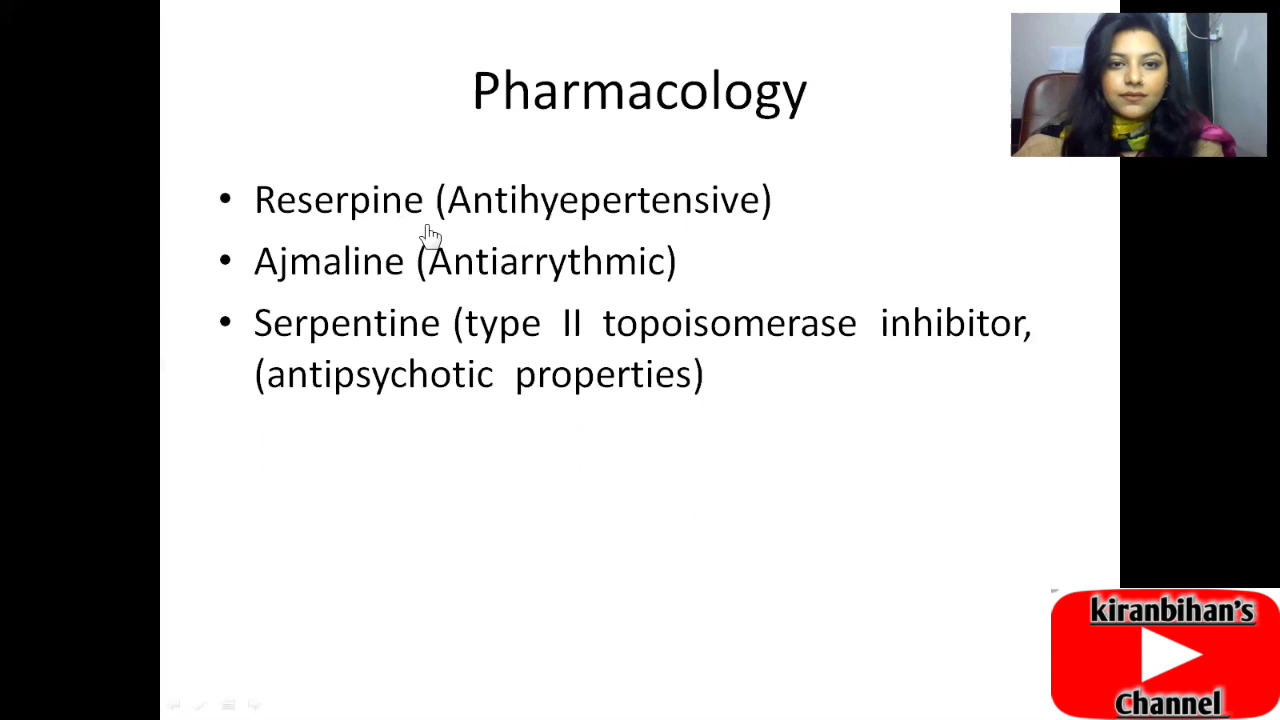 Pharmacology
• Reserpine (Antihyepertensive)
• Ajmaline (Antiarrythmic)
• Serpentine (type II topoisomerase inhibitor,
(antipsychotic properties)
kiranbihan's
Channel